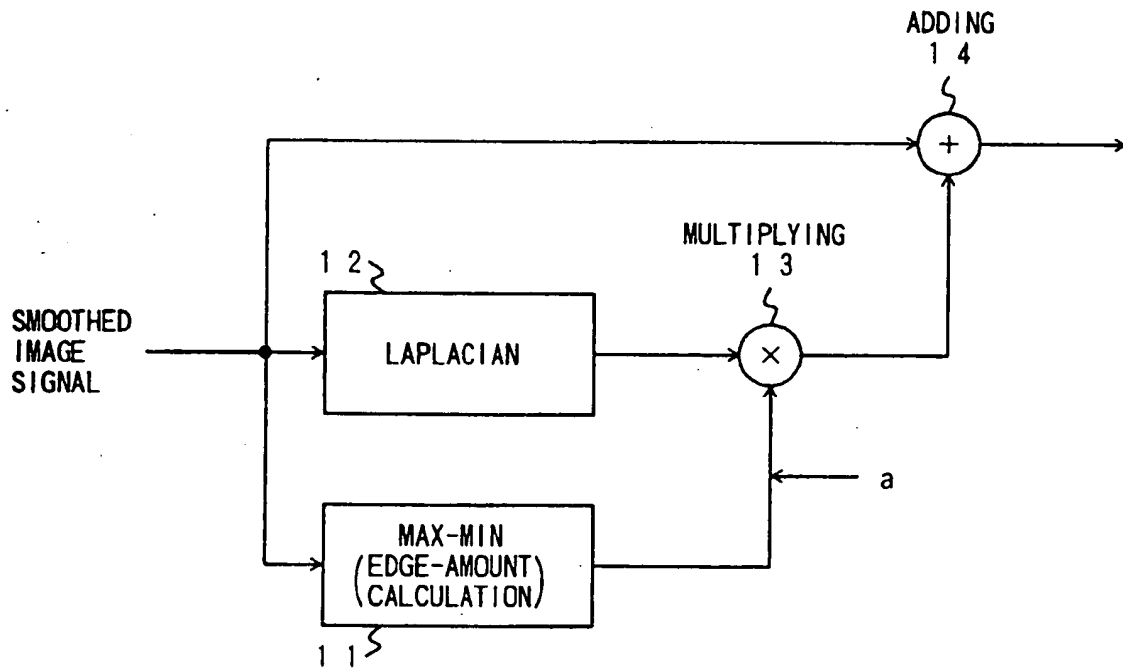 ADDING
1 4
+
MULTIPLYING
1 3
1 2
SMOOTHED
IMAGE
SIGNAL
LAPLACIAN
×
a
MAX-MIN
(EDGE-AMOUNT
CALCULATION)
1 1